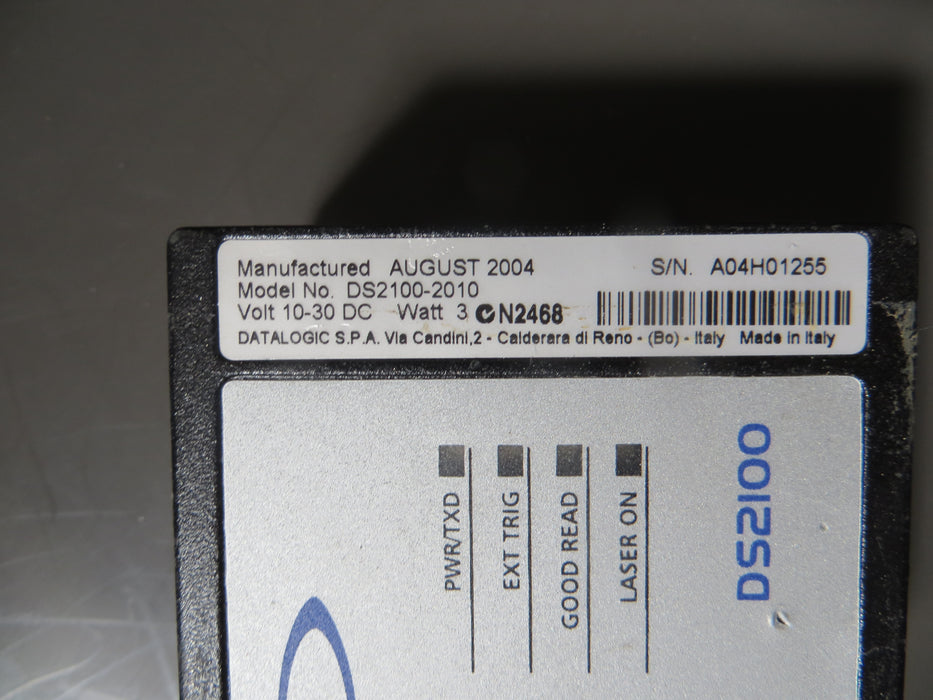 Manufactured AUGUST 2004 S/N. A04H01255
Model No. DS2100-2010
Volt 10-30 DC Watt 3 N2468
DATALOGIC S.P.A. Via Candini,2 - Calderara di Reno - (Bo) - Italy Made in Italy
PWR/TXD
EXT TRIG
GOOD READ
LASER ON
DS2100